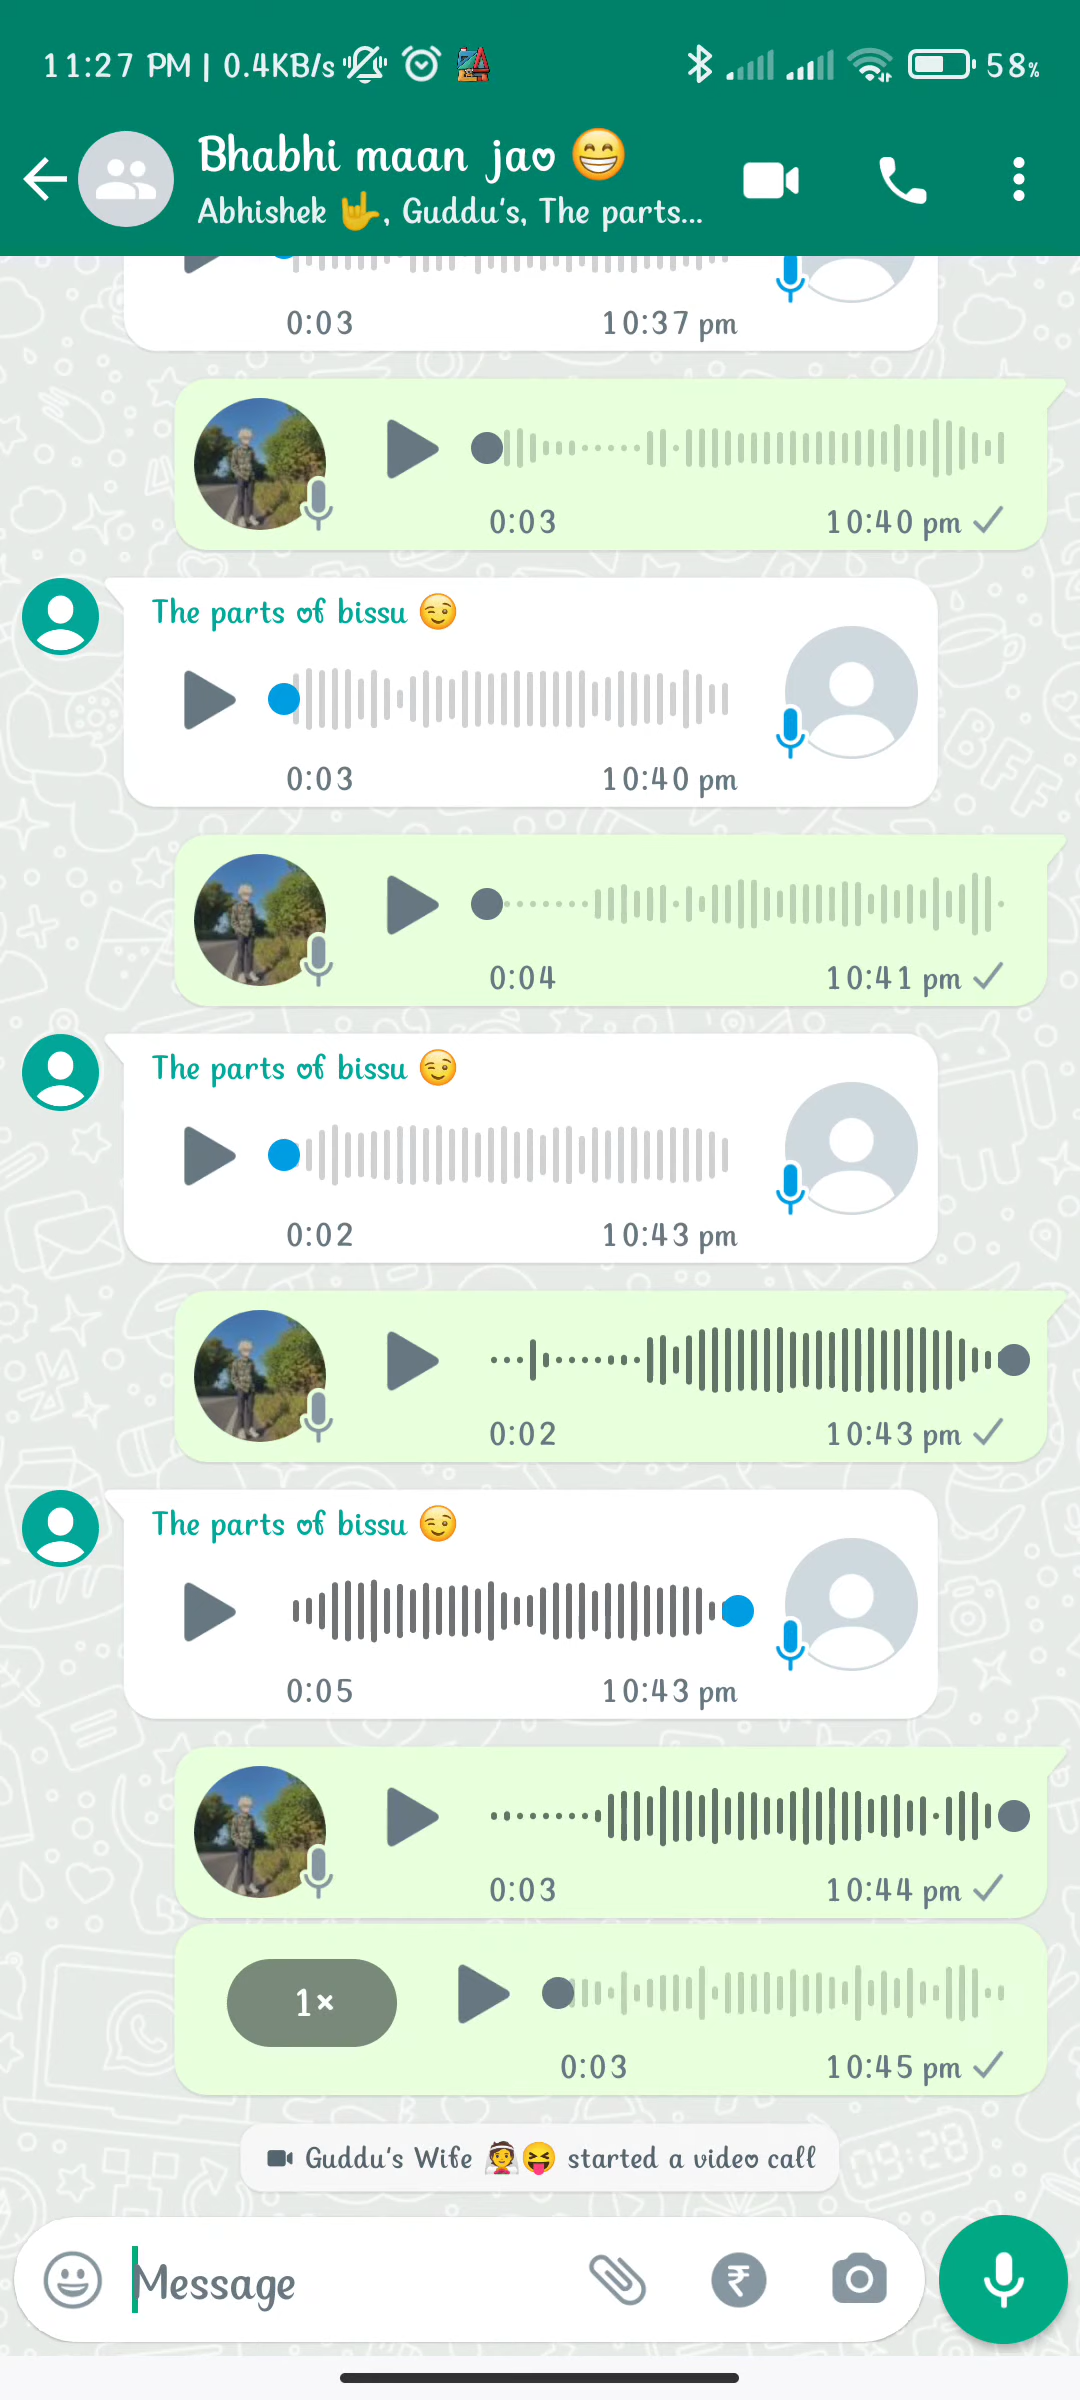 11:27 PM | 0.4KB/s 58%
Bhabhi maan jao 😁
Abhishek 🤟, Guddu's, The parts...
0:03 10:37 pm
0:03 10:40 pm
The parts of bissu 😉
0:03 10:40 pm
0:04 10:41 pm
The parts of bissu 😉
0:02 10:43 pm
0:02 10:43 pm
The parts of bissu 😉
0:05 10:43 pm
0:03 10:44 pm
1×
0:03 10:45 pm
Guddu's Wife 👰😝 started a video call
Message